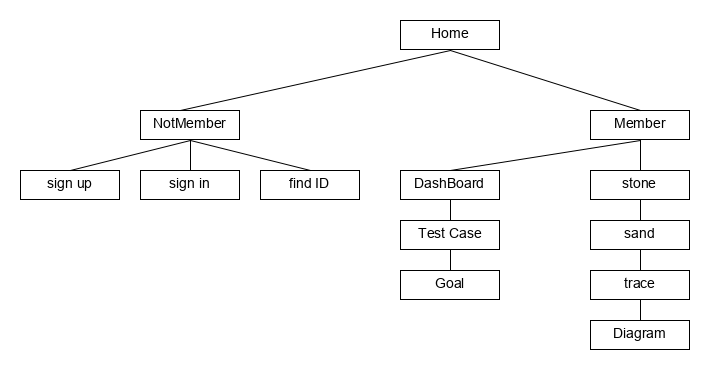 Home
NotMember
Member
sign up
sign in
find ID
DashBoard
stone
Test Case
sand
Goal
trace
Diagram